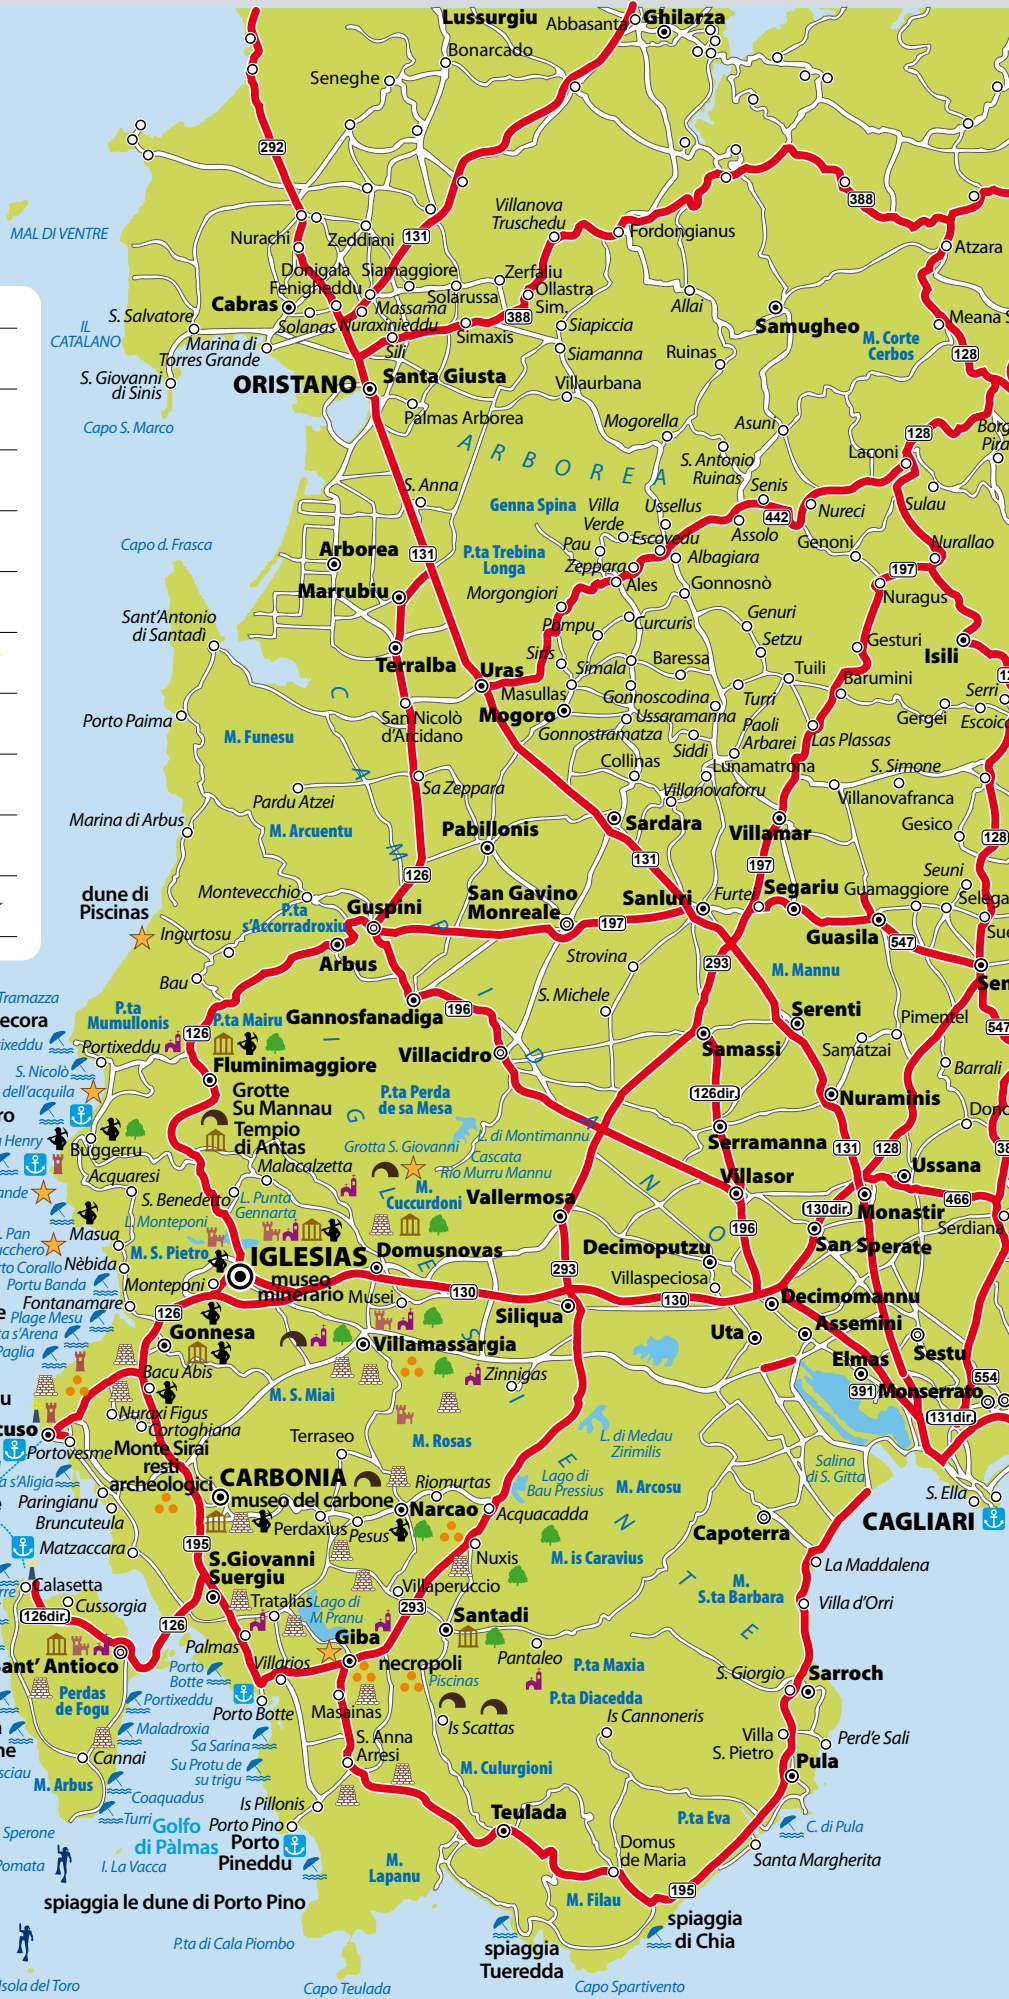 Lussurgiu
Abbasanta
Ghilarza
Bonarcado
Seneghe
292
MAL DI VENTRE
Villanova
Truschedu
388
Nurachi
Zeddiani
131
Fordongianus
Atzara
Donigala
Fenigheddu
Siamaggiore
Zerfaliu
Cabras
Massama
Solarussa
Ollastra
Sim.
Allai
S. Salvatore
Solanas
Nuraxinieddu
388
Siapiccia
Samugheo
Meana S
IL
CATALANO
Marina di
Torres Grande
Sili
Simaxis
Siamanna
Ruinas
M. Corte
Cerbos
128
S. Giovanni
di Sinis
ORISTANO
Santa Giusta
Villaurbana
Capo S. Marco
Palmas Arborea
Mogorella
Asuni
128
Borg
Pira
ARBOREA
Laconi
S. Antonio
Ruinas
Senis
S. Anna
Genna Spina
Villa
Verde
Ussellus
442
Nureci
Sulau
Capo d. Frasca
Arborea
131
P.ta Trebina
Longa
Pau
Escovedu
Assolo
Genoni
Nurallao
Zeppara
Albagiara
197
Marrubiu
Morgongiori
Ales
Gonnosnò
Nuragus
Sant'Antonio
di Santadì
Pompu
Curcuris
Genuri
Setzu
Gesturi
Isili
Terralba
Uras
Siris
Simala
Baressa
Tuili
Barumini
Masullas
Gonnoscodina
Turri
Serri
Porto Paima
San Nicolò
d'Arcidano
Mogoro
Ussaramanna
Gergei
Escoic
M. Funesu
Gonnostramatza
Siddi
Paoli
Arbarei
Las Plassas
Collinas
Lunamatrona
S. Simone
Sa Zeppara
Villanovaforru
Villanovafranca
Pardu Atzei
Marina di Arbus
M. Arcuentu
Pabillonis
Sardara
Villamar
Gesico
128
131
197
126
Seuni
dune di
Piscinas
Montevecchio
San Gavino
Monreale
Sanluri
Furtei
Segariu
Guamaggiore
Selega
P.ta
s'Accorradroxiu
Guspini
197
Ingurtosu
Guasila
547
Sue
Arbus
Strovina
293
M. Mannu
Sen
Bau
S. Michele
Tramazza
P.ta
Mumullonis
P.ta Mairu
Gannosfanadiga
196
Serenti
Pimentel
547
ecora
126
Portixeddu
Villacidro
Samassi
Samatzai
S. Nicolò
Fluminimaggiore
Barrali
dell'acquila
Grotte
Su Mannau
P.ta Perda
de sa Mesa
126dir.
Nuraminis
Donc
Tempio
di Antas
L. di Montimannu
Serramanna
Henry
Buggerru
Grotta S. Giovanni
Cascata
Rio Murru Mannu
131
128
Malacalzetta
Ussana
Acquaresi
M.
Cuccurdoni
Villasor
466
S. Benedetto
L. Punta
Gennarta
Vallermosa
130dir.
Monastir
Serdiana
L. Monteponi
196
Masua
M. S. Pietro
IGLESIAS
museo
minerario
Domusnovas
Decimoputzu
San Sperate
Pan
Nèbida
293
Villaspeciosa
Portu Banda
Monteponi
Musei
130
130
Fontanamare
Siliqua
Decimomannu
Plage Mesu
126
Gonnesa
Villamassargia
Uta
Assemini
Sestu
Bacu Abis
Zinnigas
Elmas
554
391
Monserrato
M. S. Miai
131dir.
Nuraxi Figus
Cortoghiana
M. Rosas
L. di Medau
Zirimilis
Portovesme
Monte Sirai
resti
archeologici
Terraseo
Salina
di S. Gitta
s'Aligia
CARBONIA
museo del carbone
Riomurtas
Lago di
Bau Pressius
M. Arcosu
S. Ella
Paringianu
Narcao
Acquacadda
CAGLIARI
Bruncuteula
Perdaxius
Pesus
Capoterra
Matzaccara
195
S.Giovanni
Suergiu
Nuxis
M. is Caravius
La Maddalena
Calasetta
Villaperuccio
M.
S.ta Barbara
Cussorgia
Tratalias
Lago di
M Pranu
293
Villa d'Orri
126dir.
126
Santadi
Palmas
Giba
Sant' Antioco
Villarios
necropoli
Pantaleo
P.ta Maxia
S. Giorgio
Sarroch
Porto
Botte
Piscinas
Perdas
de Fogu
Portixeddu
Porto Botte
Masainas
P.ta Diacedda
Is Scattas
Is Cannoneris
Maladroxia
Sa Sarina
S. Anna
Arresi
Villa
S. Pietro
Perd'e Sali
Cannai
Su Protu de
su trigu
M. Culurgioni
Pula
M. Arbus
Coaquadus
Is Pillonis
Teulada
P.ta Eva
Turri
Golfo
di Pàlmas
Porto Pino
C. di Pula
Sperone
Porto
Pineddu
Domus
de Maria
Santa Margherita
Pomata
I. La Vacca
M.
Lapanu
195
M. Filau
spiaggia le dune di Porto Pino
spiaggia
di Chia
P.ta di Cala Piombo
spiaggia
Tueredda
Isola del Toro
Capo Teulada
Capo Spartivento
CAMPIDANO
IGLESIENTE